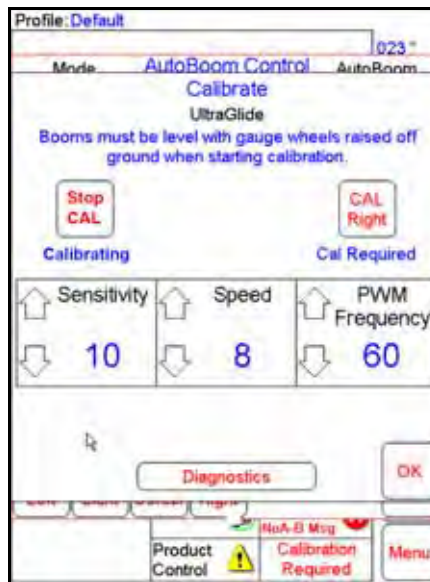 Profile: Default
023 "
Mode AutoBoom Control AutoBoom
Calibrate
UltraGlide
Booms must be level with gauge wheels raised off
ground when starting calibration.
Stop
CAL
CAL
Right
Calibrating
Cal Required
Sensitivity
10
Speed
8
PWM
Frequency
60
Diagnostics
OK
NoA-B Msg
Product
Control
Calibration
Required
Menu